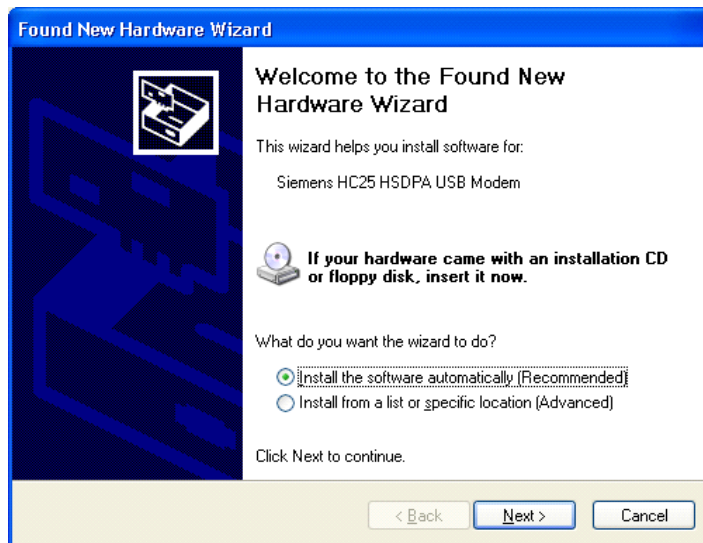 Found New Hardware Wizard
Welcome to the Found New
Hardware Wizard
This wizard helps you install software for:
Siemens HC25 HSDPA USB Modem
If your hardware came with an installation CD
or floppy disk, insert it now.
What do you want the wizard to do?
Install the software automatically (Recommended)
Install from a list or specific location (Advanced)
Click Next to continue.
< Back Next > Cancel